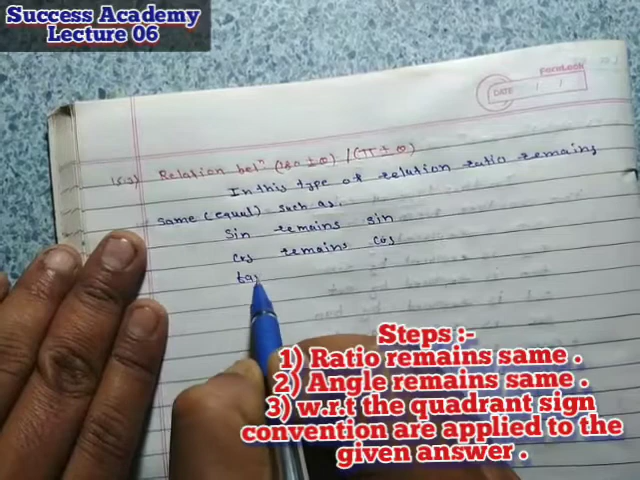 Success Academy
Lecture 06
DATE / /
Relation betⁿ (180 ± θ) / (π ± θ)
In this type of relation ratio remains
same (equal) such as.
Sin remains sin
Cos remains Cos
tan
Steps :-
1) Ratio remains same .
2) Angle remains same .
3) w.r.t the quadrant sign
convention are applied to the
given answer .